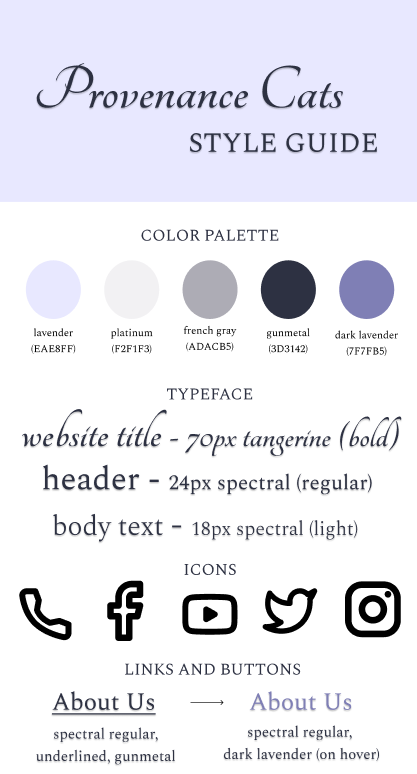 Provenance Cats
STYLE GUIDE
COLOR PALETTE
lavender platinum french gray gunmetal dark lavender
(EAE8FF) (F2F1F3) (ADACB5) (3D3142) (7F7FB5)
TYPEFACE
website title - 70px tangerine (bold)
header - 24px spectral (regular)
body text - 18px spectral (light)
ICONS
LINKS AND BUTTONS
About Us → About Us
spectral regular, spectral regular,
underlined, gunmetal dark lavender (on hover)